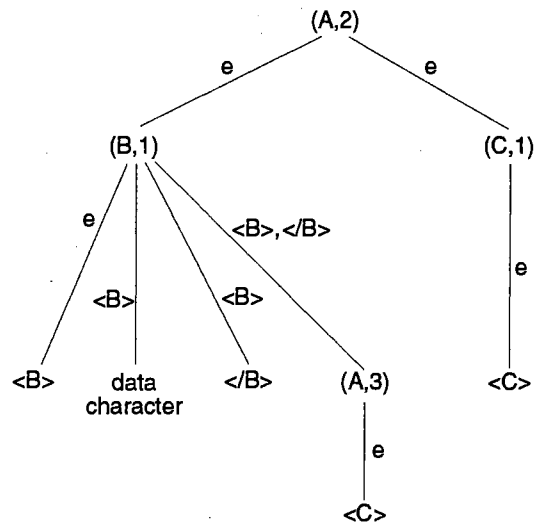 (A,2)
e e
(B,1) (C,1)
e <B>,</B>
e
<B> <B>
<B> data </B> (A,3) <C>
character
e
<C>